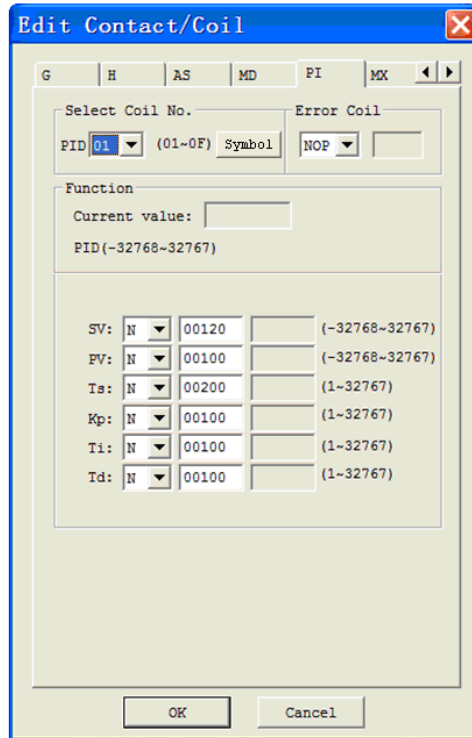 Edit Contact/Coil
G H AS MD PI MX
Select Coil No. Error Coil
PID 01 (01~0F) Symbol NOP
Function
Current value:
PID(-32768~32767)
SV: N 00120 (-32768~32767)
PV: N 00100 (-32768~32767)
Ts: N 00200 (1~32767)
Kp: N 00100 (1~32767)
Ti: N 00100 (1~32767)
Td: N 00100 (1~32767)
OK Cancel